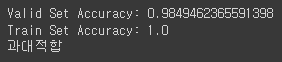 Valid Set Accuracy: 0.9849462365591398
Train Set Accuracy: 1.0
과대적합